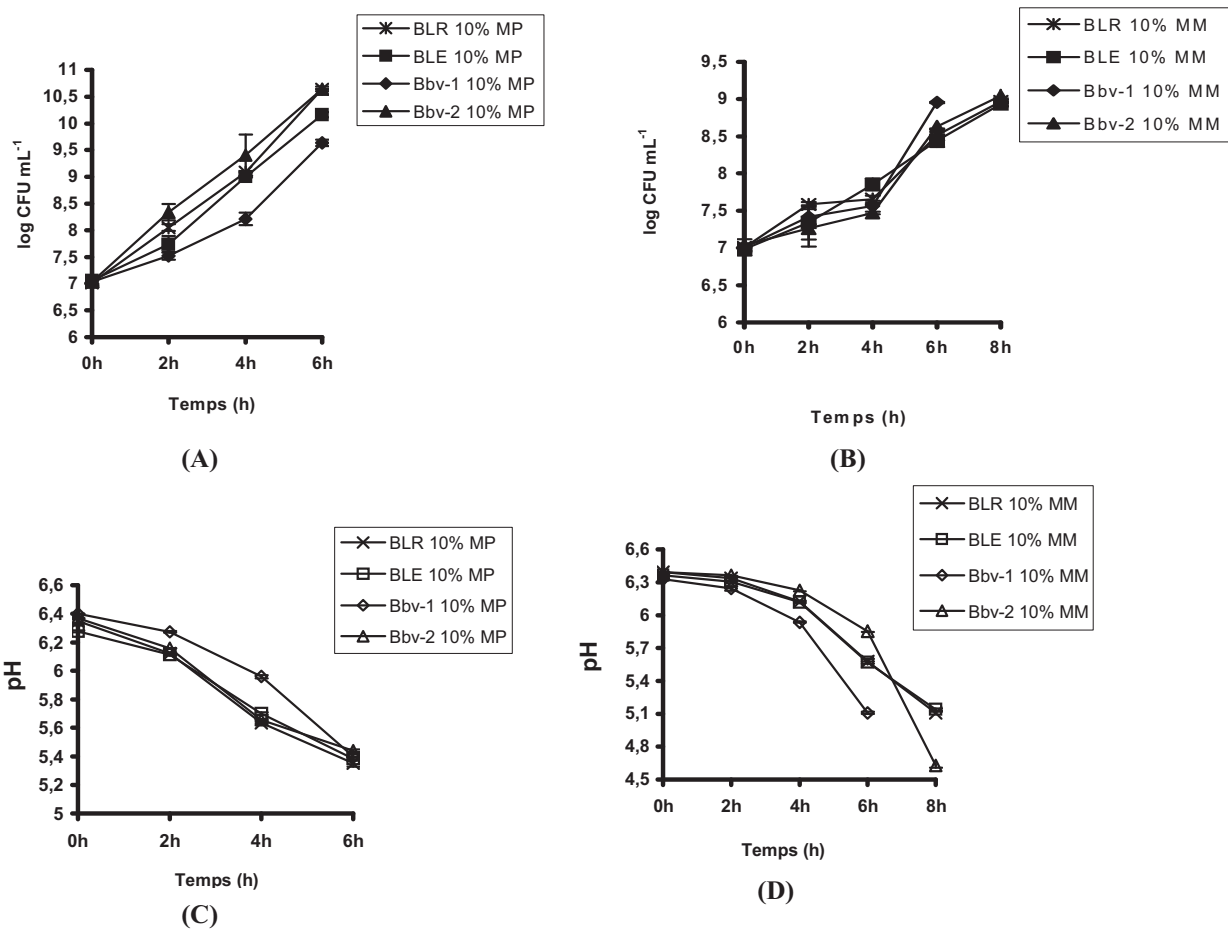 BLR 10% MP
BLE 10% MP
Bbv-1 10% MP
Bbv-2 10% MP
log CFU mL⁻¹
11
10,5
10
9,5
9
8,5
8
7,5
7
6,5
6
0h 2h 4h 6h
Temps (h)
(A)
BLR 10% MM
BLE 10% MM
Bbv-1 10% MM
Bbv-2 10% MM
log CFU mL⁻¹
9,5
9
8,5
8
7,5
7
6,5
6
0h 2h 4h 6h 8h
Temps (h)
(B)
BLR 10% MP
BLE 10% MP
Bbv-1 10% MP
Bbv-2 10% MP
pH
6,6
6,4
6,2
6
5,8
5,6
5,4
5,2
5
0h 2h 4h 6h
Temps (h)
(C)
BLR 10% MM
BLE 10% MM
Bbv-1 10% MM
Bbv-2 10% MM
pH
6,6
6,3
6
5,7
5,4
5,1
4,8
4,5
0h 2h 4h 6h 8h
Temps (h)
(D)